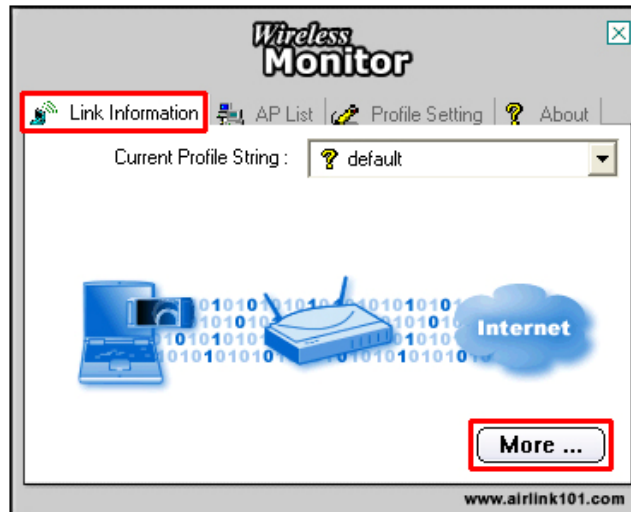 Wireless
Monitor
Link Information AP List Profile Setting About
Current Profile String : default
Internet
More ...
www.airlink101.com